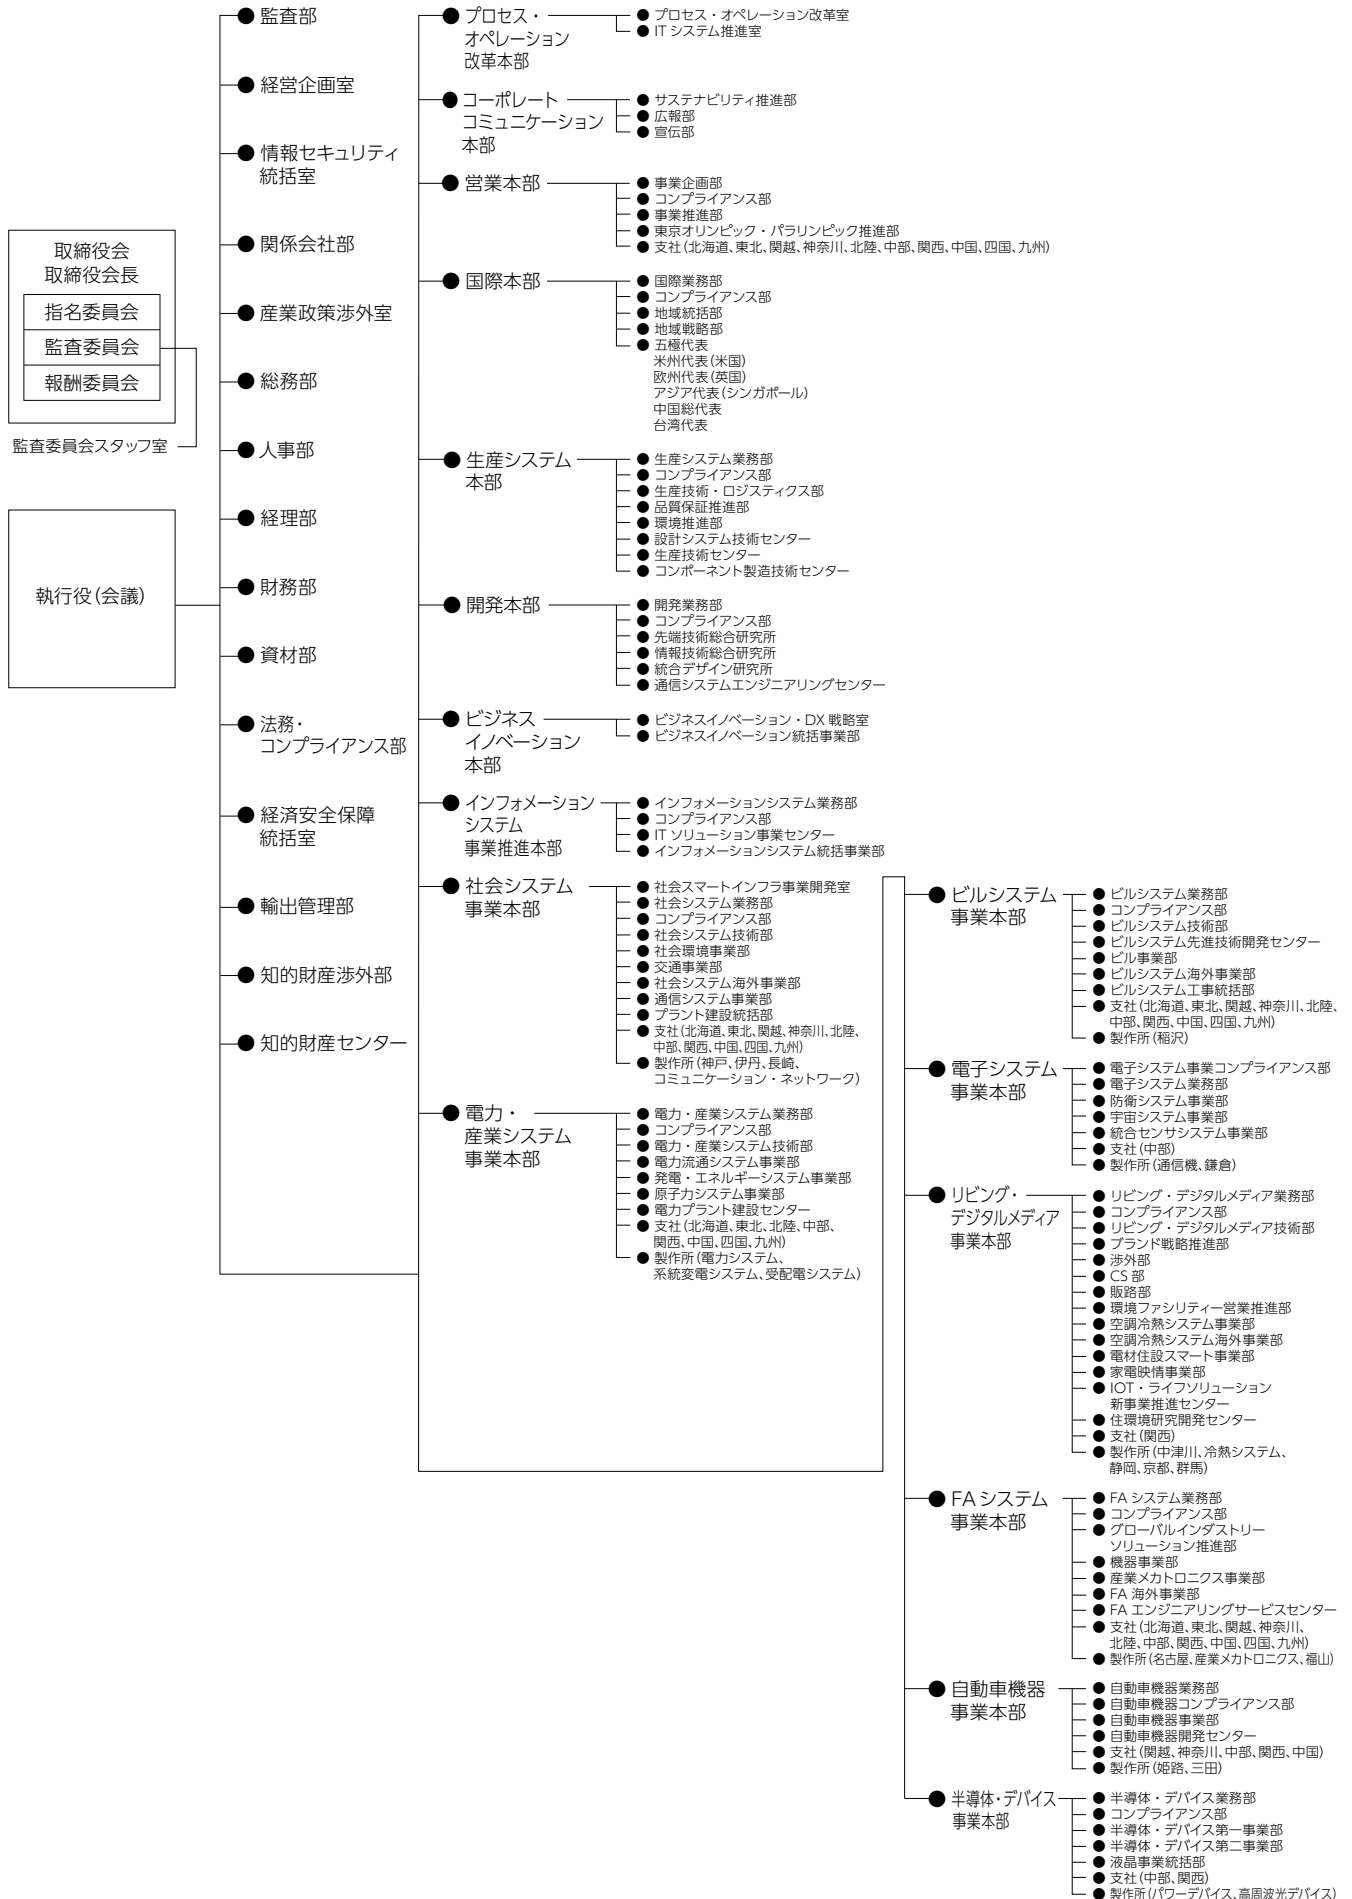 取締役会
取締役会長
指名委員会
監査委員会
報酬委員会
監査委員会スタッフ室
執行役(会議)
監査部
経営企画室
情報セキュリティ
統括室
関係会社部
産業政策渉外室
総務部
人事部
経理部
財務部
資材部
法務・
コンプライアンス部
経済安全保障
統括室
輸出管理部
知的財産渉外部
知的財産センター
プロセス・
オペレーション
改革本部
プロセス・オペレーション改革室
IT システム推進室
コーポレート
コミュニケーション
本部
サステナビリティ推進部
広報部
宣伝部
営業本部
事業企画部
コンプライアンス部
事業推進部
東京オリンピック・パラリンピック推進部
支社(北海道、東北、関越、神奈川、北陸、中部、関西、中国、四国、九州)
国際本部
国際業務部
コンプライアンス部
地域統括部
地域戦略部
五極代表
米州代表(米国)
欧州代表(英国)
アジア代表(シンガポール)
中国総代表
台湾代表
生産システム
本部
生産システム業務部
コンプライアンス部
生産技術・ロジスティクス部
品質保証推進部
環境推進部
設計システム技術センター
生産技術センター
コンポーネント製造技術センター
開発本部
開発業務部
コンプライアンス部
先端技術総合研究所
情報技術総合研究所
統合デザイン研究所
通信システムエンジニアリングセンター
ビジネス
イノベーション
本部
ビジネスイノベーション・DX 戦略室
ビジネスイノベーション統括事業部
インフォメーション
システム
事業推進本部
インフォメーションシステム業務部
コンプライアンス部
IT ソリューション事業センター
インフォメーションシステム統括事業部
社会システム
事業本部
社会スマートインフラ事業開発室
社会システム業務部
コンプライアンス部
社会システム技術部
社会環境事業部
交通事業部
社会システム海外事業部
通信システム事業部
プラント建設統括部
支社(北海道、東北、関越、神奈川、北陸、
中部、関西、中国、四国、九州)
製作所(神戸、伊丹、長崎、
コミュニケーション・ネットワーク)
電力・
産業システム
事業本部
電力・産業システム業務部
コンプライアンス部
電力・産業システム技術部
電力流通システム事業部
発電・エネルギーシステム事業部
原子力システム事業部
電力プラント建設センター
支社(北海道、東北、北陸、中部、
関西、中国、四国、九州)
製作所(電力システム、
系統変電システム、受配電システム)
ビルシステム
事業本部
ビルシステム業務部
コンプライアンス部
ビルシステム技術部
ビルシステム先進技術開発センター
ビル事業部
ビルシステム海外事業部
ビルシステム工事統括部
支社(北海道、東北、関越、神奈川、北陸、
中部、関西、中国、四国、九州)
製作所(稲沢)
電子システム
事業本部
電子システム事業コンプライアンス部
電子システム業務部
防衛システム事業部
宇宙システム事業部
統合センサシステム事業部
支社(中部)
製作所(通信機、鎌倉)
リビング・
デジタルメディア
事業本部
リビング・デジタルメディア業務部
コンプライアンス部
リビング・デジタルメディア技術部
ブランド戦略推進部
渉外部
CS 部
販路部
環境ファシリティー営業推進部
空調冷熱システム事業部
空調冷熱システム海外事業部
電材住設スマート事業部
家電映情事業部
IOT・ライフソリューション
新事業推進センター
住環境研究開発センター
支社(関西)
製作所(中津川、冷熱システム、
静岡、京都、群馬)
FA システム
事業本部
FA システム業務部
コンプライアンス部
グローバルインダストリー
ソリューション推進部
機器事業部
産業メカトロニクス事業部
FA 海外事業部
FA エンジニアリングサービスセンター
支社(北海道、東北、関越、神奈川、
北陸、中部、関西、中国、四国、九州)
製作所(名古屋、産業メカトロニクス、福山)
自動車機器
事業本部
自動車機器業務部
自動車機器コンプライアンス部
自動車機器事業部
自動車機器開発センター
支社(関越、神奈川、中部、関西、中国)
製作所(姫路、三田)
半導体・デバイス
事業本部
半導体・デバイス業務部
コンプライアンス部
半導体・デバイス第一事業部
半導体・デバイス第二事業部
液晶事業統括部
支社(中部、関西)
製作所(パワーデバイス、高周波光デバイス)